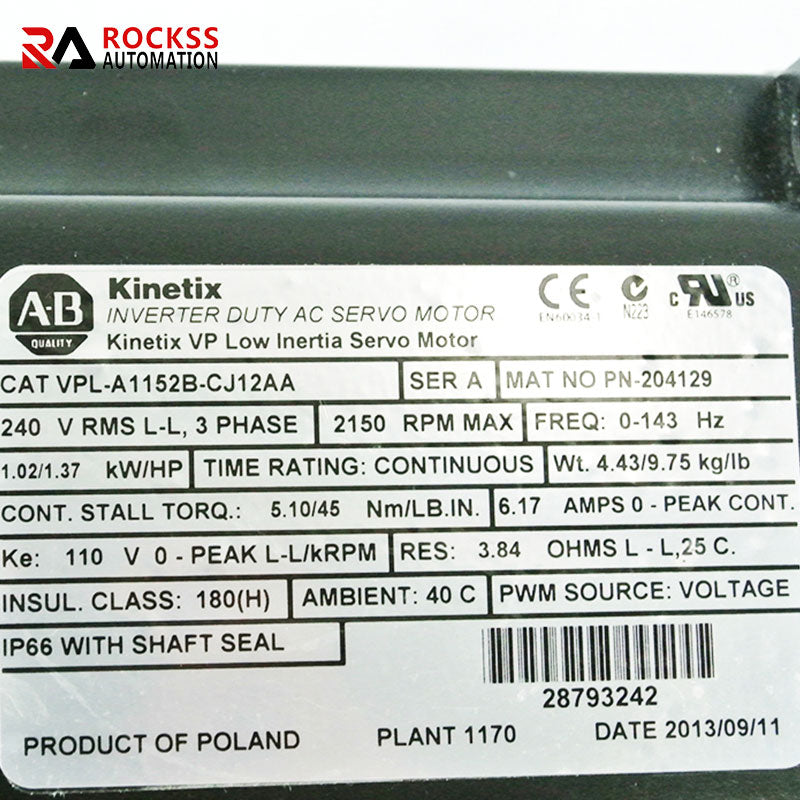 RA ROCKSS
AUTOMATION
A-B
QUALITY
Kinetix
INVERTER DUTY AC SERVO MOTOR
Kinetix VP Low Inertia Servo Motor
CE
EN60034-1
N223
c RU ® US
E146578
CAT VPL-A1152B-CJ12AA SER A MAT NO PN-204129
240 V RMS L-L, 3 PHASE 2150 RPM MAX FREQ: 0-143 Hz
1.02/1.37 kW/HP TIME RATING: CONTINUOUS Wt. 4.43/9.75 kg/lb
CONT. STALL TORQ.: 5.10/45 Nm/LB.IN. 6.17 AMPS 0 - PEAK CONT.
Ke: 110 V 0 - PEAK L-L/kRPM RES: 3.84 OHMS L - L,25 C.
INSUL. CLASS: 180(H) AMBIENT: 40 C PWM SOURCE: VOLTAGE
IP66 WITH SHAFT SEAL
28793242
PRODUCT OF POLAND PLANT 1170 DATE 2013/09/11